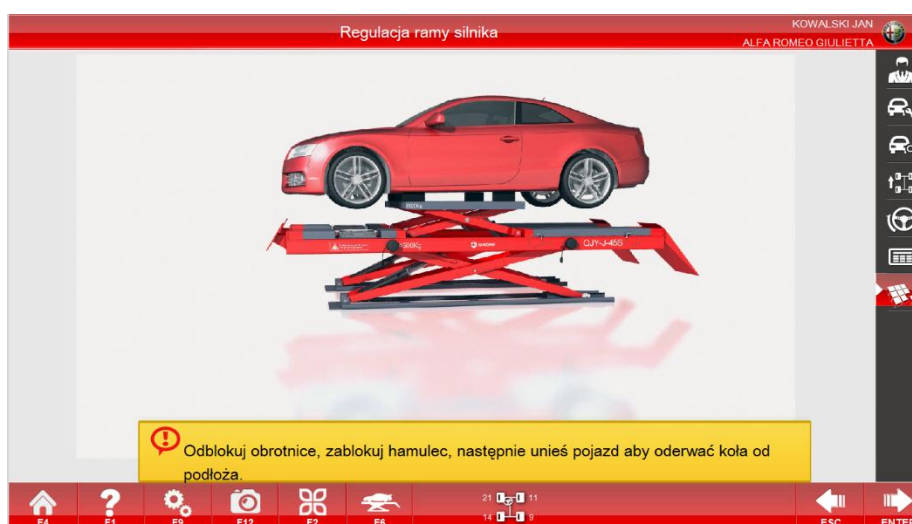 Regulacja ramy silnika
KOWALSKI JAN
ALFA ROMEO GIULIETTA
QJY-J-45S
Odblokuj obrotnice, zablokuj hamulec, następnie unieś pojazd aby oderwać koła od
podłoża.
21 11
14 9
F4 F1 F9 F12 F2 F6 ESC ENTER